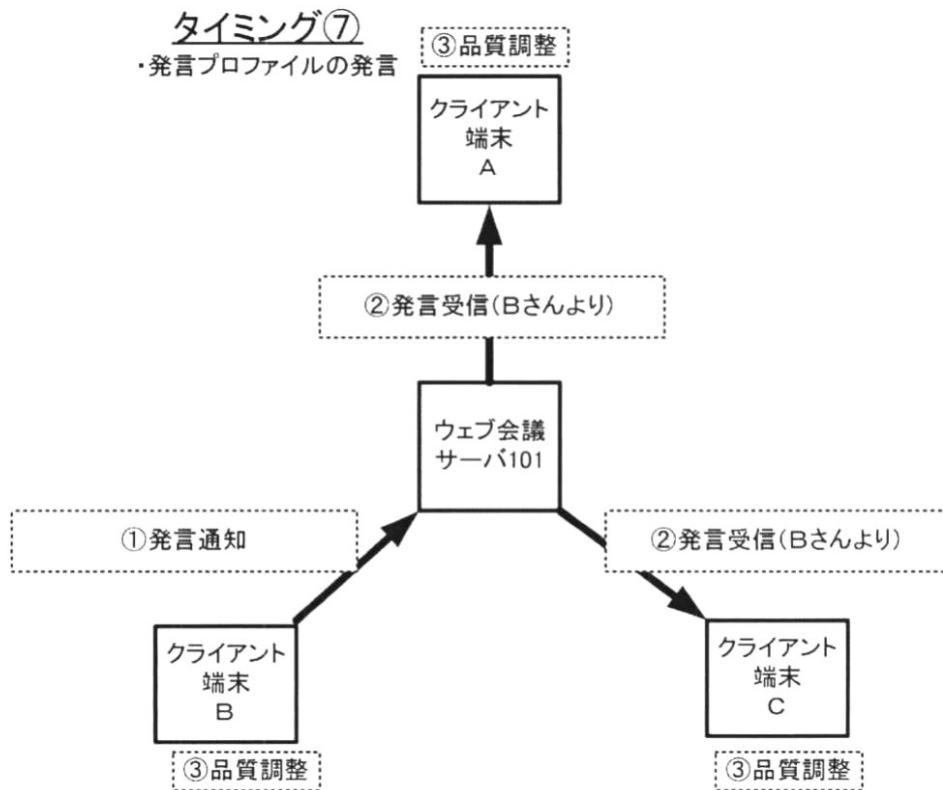 タイミング⑦
・発言プロファイルの発言
③品質調整
クライアント
端末
A
②発言受信(Bさんより)
ウェブ会議
サーバ101
①発言通知
②発言受信(Bさんより)
クライアント
端末
B
クライアント
端末
C
③品質調整
③品質調整